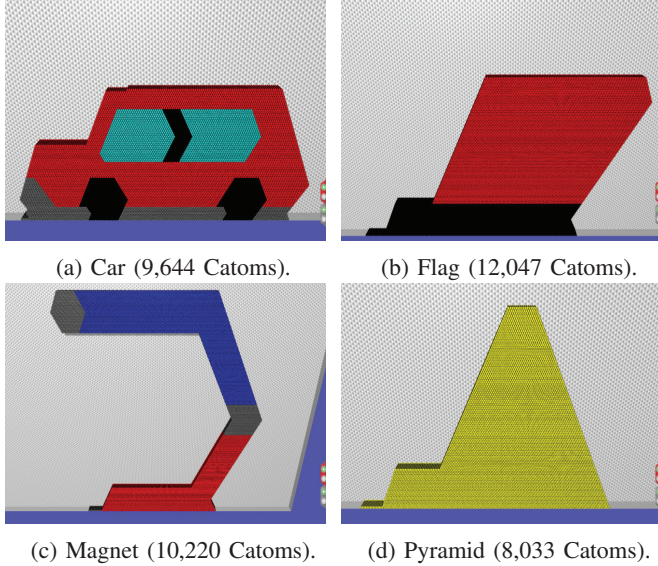 (a) Car (9,644 Catoms).
(b) Flag (12,047 Catoms).
(c) Magnet (10,220 Catoms).
(d) Pyramid (8,033 Catoms).